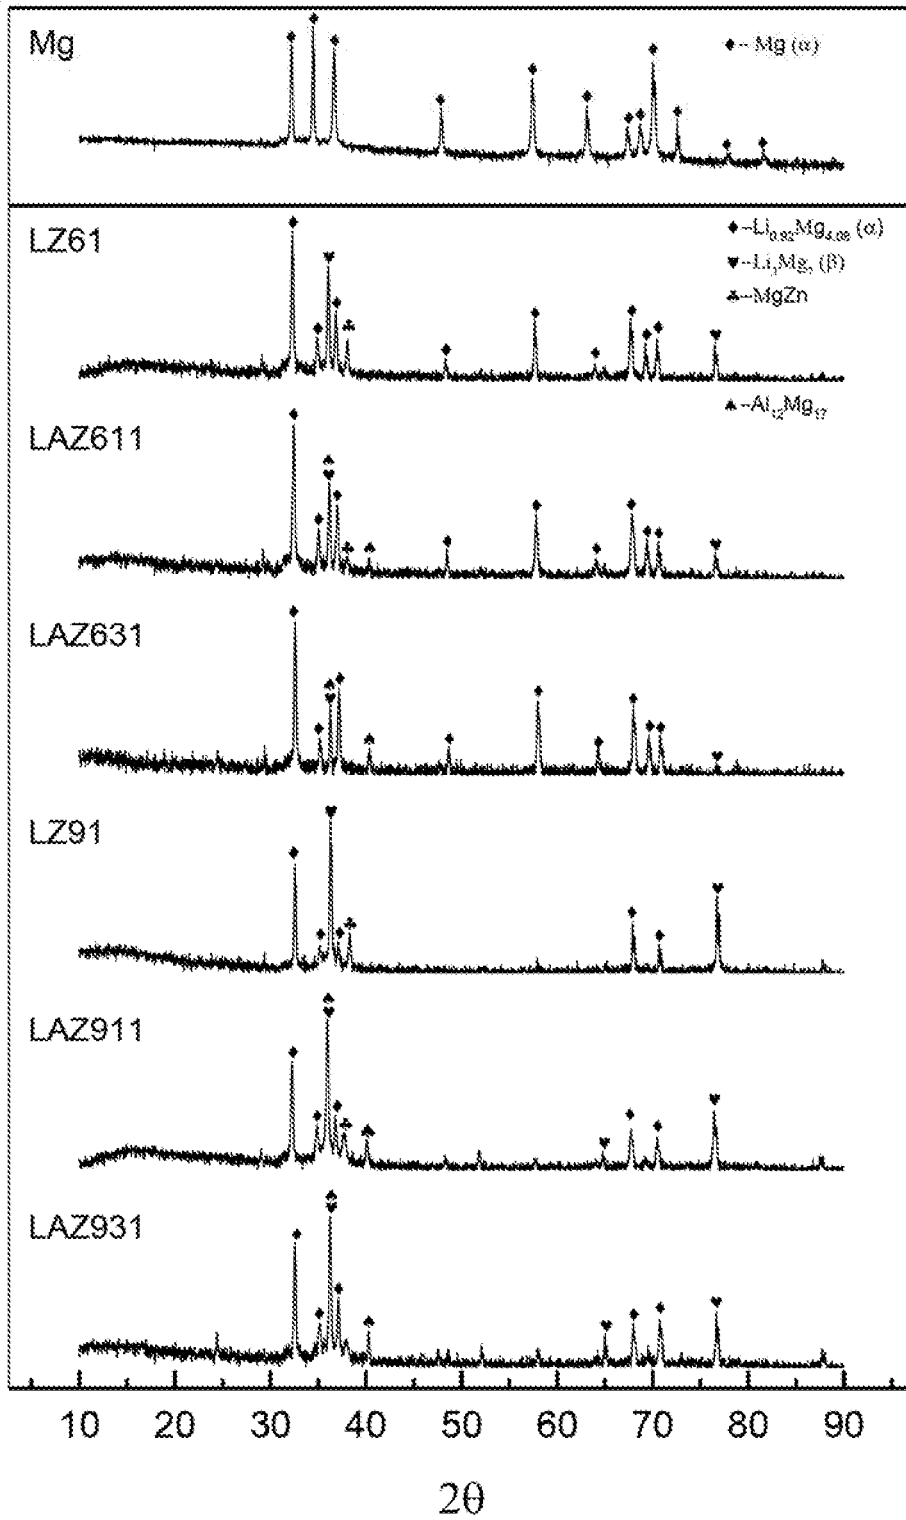 Mg
♦-- Mg (α)
LZ61
♦--Li₀.₉₂Mg₄.₀₈ (α)
♥--Li₃Mg₇ (β)
♣--MgZn
♠--Al₁₂Mg₁₇
LAZ611
LAZ631
LZ91
LAZ911
LAZ931
10 20 30 40 50 60 70 80 90
2θ